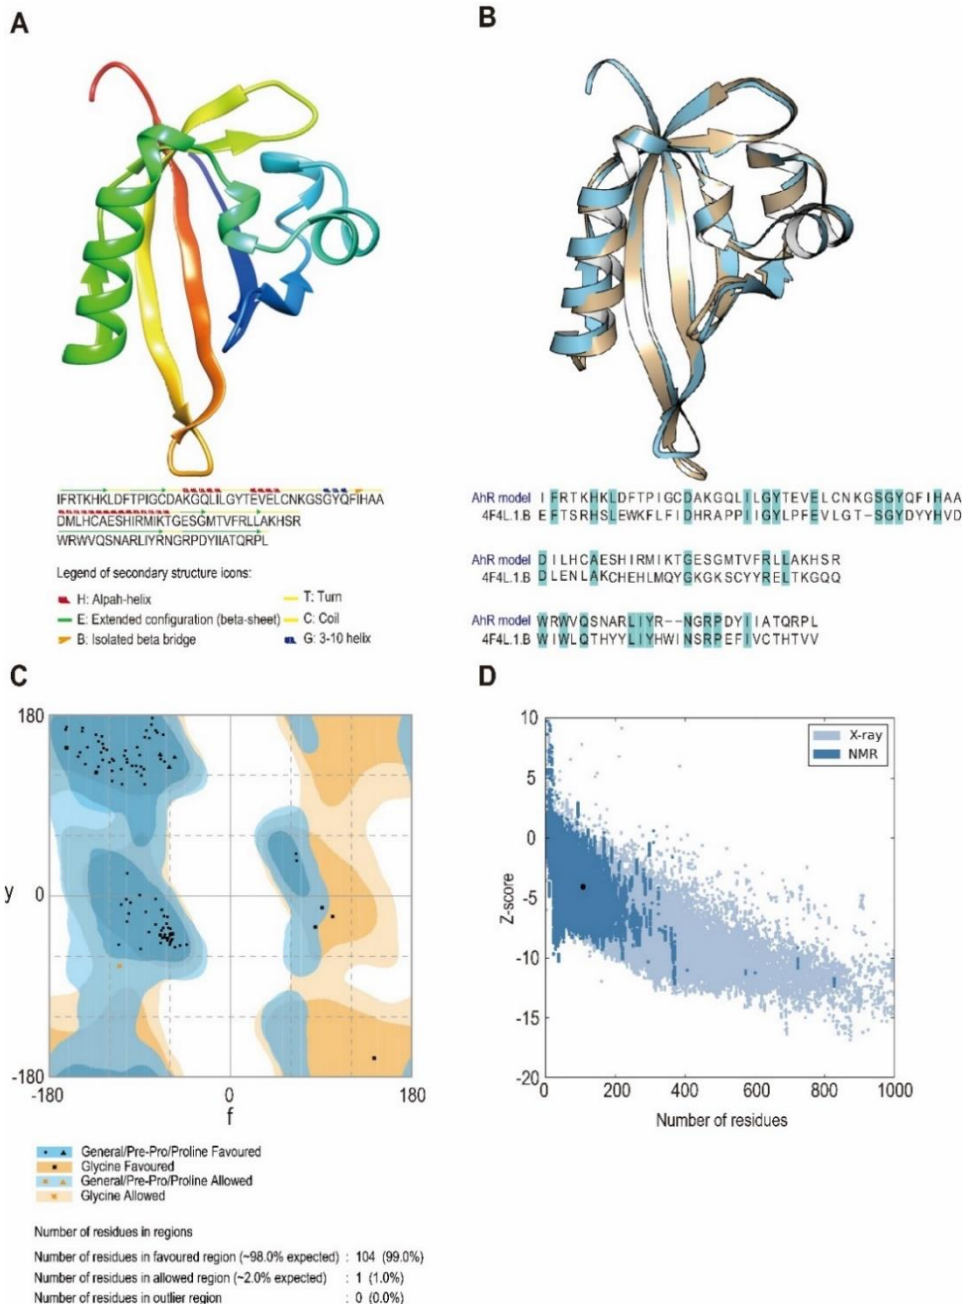 A
B
IFRTKHKLDFTPIGCDAKGQLILGYTEVELCNKGSGYQFIHAA
DMLHCAESHIRMIKTGESGMTVFRLLAKHSR
WRWVQSNARLIYRNGRPDYIIATQRPL
Legend of secondary structure icons:
H: Alpah-helix
E: Extended configuration (beta-sheet)
B: Isolated beta bridge
T: Turn
C: Coil
G: 3-10 helix
AhR model IFRTKHKLDFTPIGCDAKGQLILGYTEVELCNKGSGYQFIHAA
4F4L.1.B EFTSRHSLEWKFLFIDHRAPPIIGYLPFEVLGT-SGYDYYHVD
AhR model DILHCAESHIRMIKTGESGMTVFRLLAKHSR
4F4L.1.B DLENLAKCHEHLMQYGKGKSCYYRELTKGQQ
AhR model WRWVQSNARLIYR--NGRPDYIIATQRPL
4F4L.1.B WIWLQTHYYLIYHWINSRPEFIVCTHTVV
C
180
y
0
-180
-180
0
180
f
General/Pre-Pro/Proline Favoured
Glycine Favoured
General/Pre-Pro/Proline Allowed
Glycine Allowed
Number of residues in regions
Number of residues in favoured region (~98.0% expected) : 104 (99.0%)
Number of residues in allowed region (~2.0% expected) : 1 (1.0%)
Number of residues in outlier region : 0 (0.0%)
D
X-ray
NMR
10
5
0
-5
-10
-15
-20
Z-score
0 200 400 600 800 1000
Number of residues